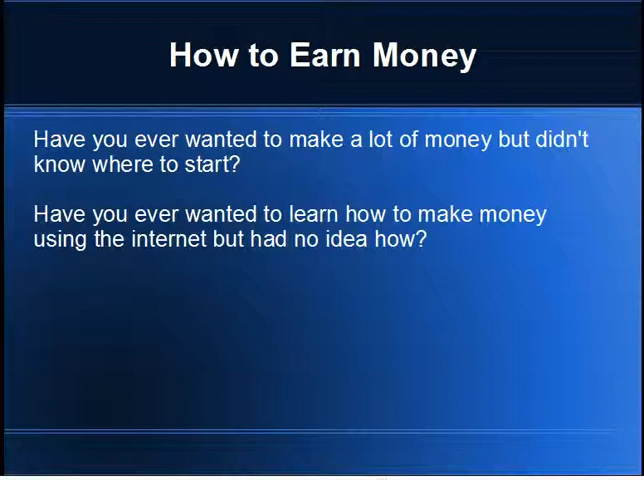 How to Earn Money
Have you ever wanted to make a lot of money but didn't
know where to start?
Have you ever wanted to learn how to make money
using the internet but had no idea how?